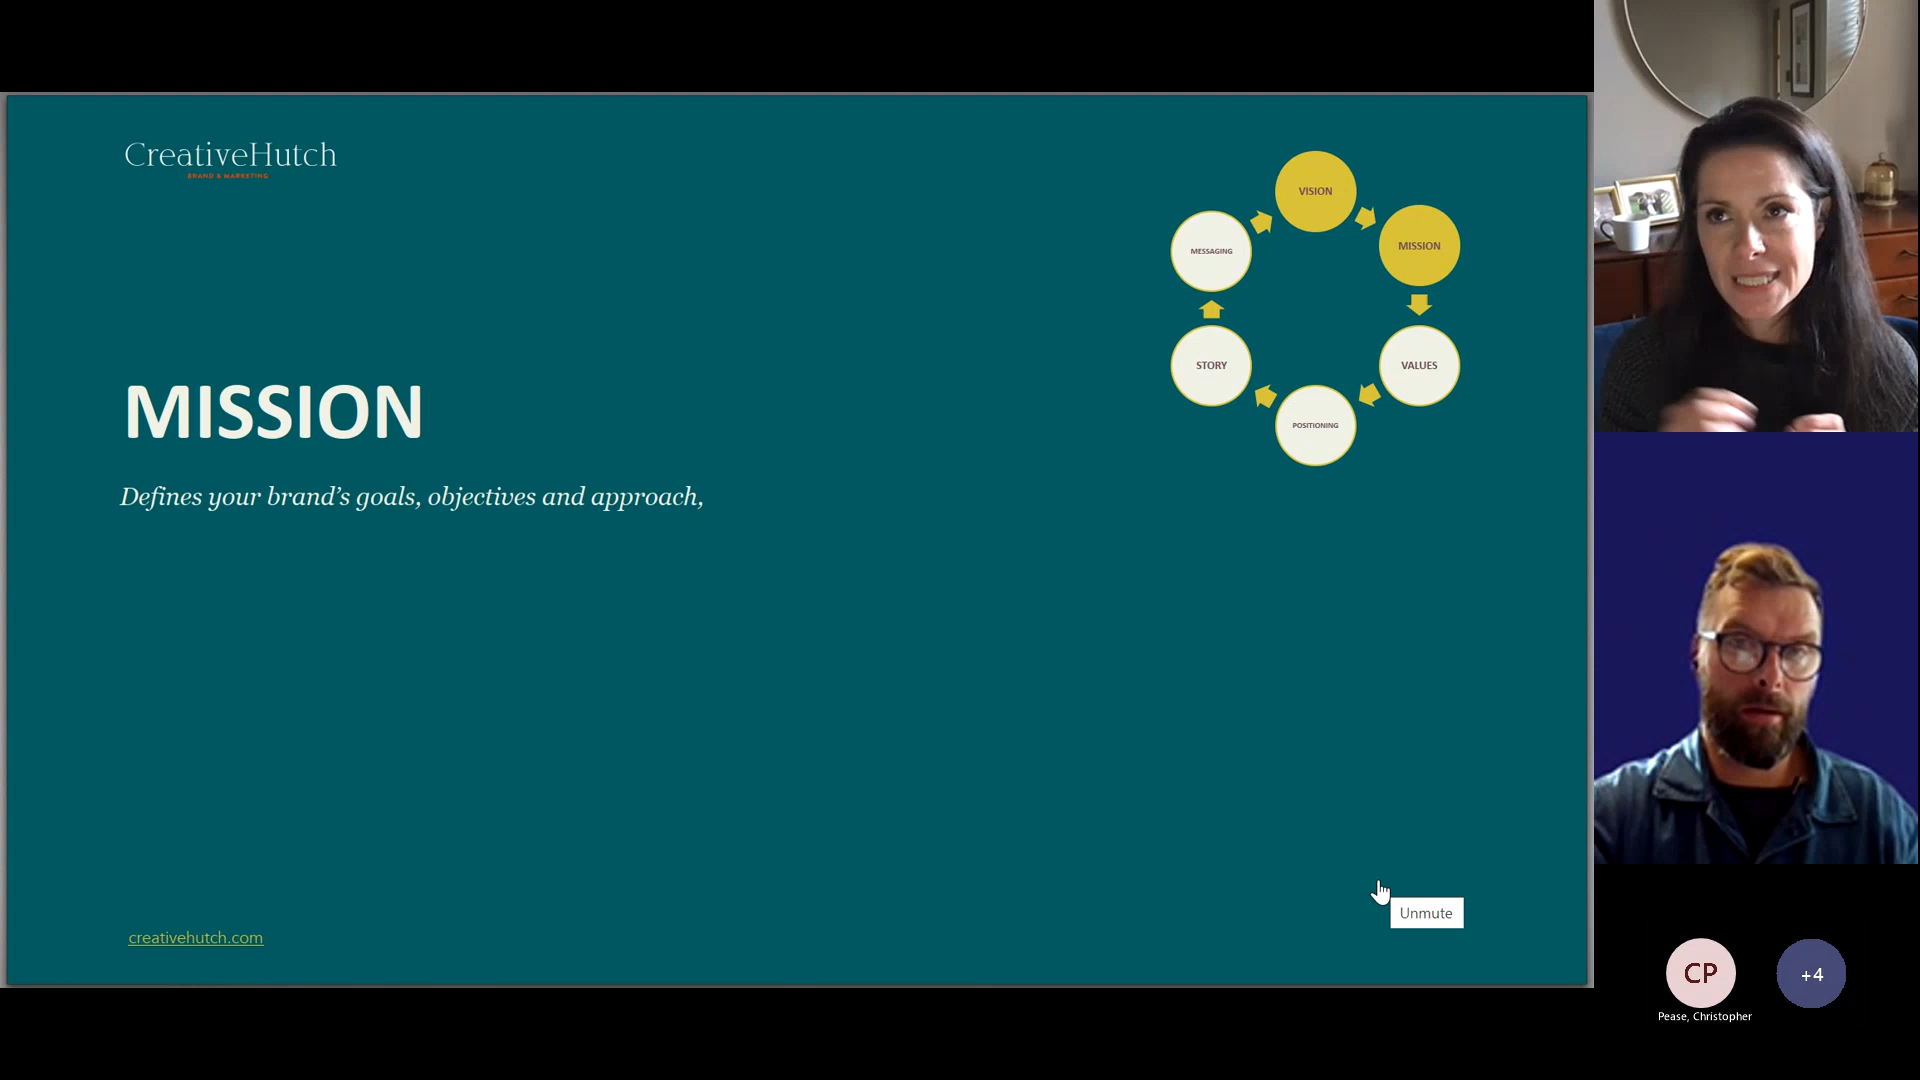 CreativeHutch
BRAND & MARKETING
VISION
MISSION
VALUES
POSITIONING
STORY
MESSAGING
MISSION
Defines your brand’s goals, objectives and approach,
creativehutch.com
Unmute
CP
+4
Pease, Christopher